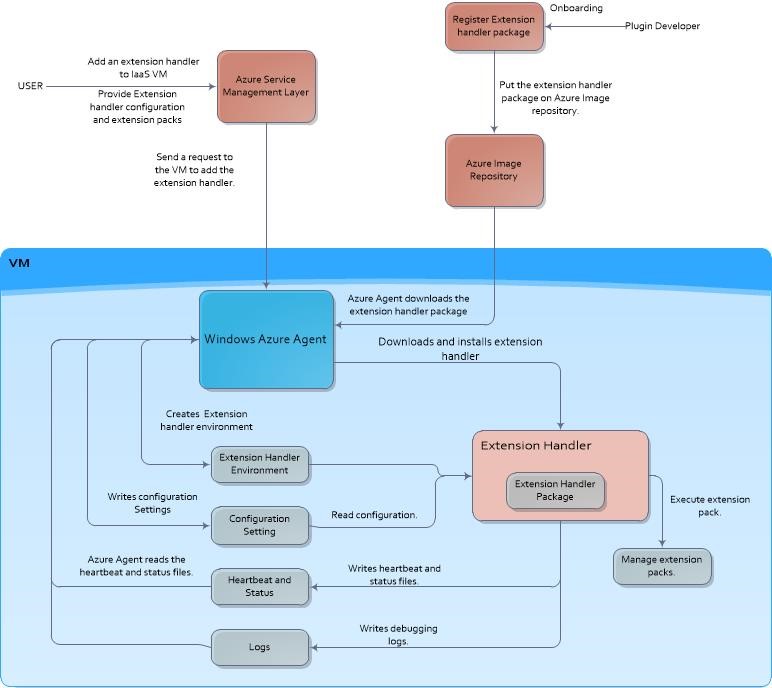 Onboarding
Register Extension
handler package
Plugin Developer
Add an extension handler
to IaaS VM
USER
Provide Extension
handler configuration
and extension packs
Azure Service
Management Layer
Put the extension handler
package on Azure Image
repository.
Send a request to
the VM to add the
extension handler.
Azure Image
Repository
VM
Azure Agent downloads the
extension handler package
Windows Azure Agent
Downloads and installs extension
handler
Creates Extension
handler environment
Extension Handler
Environment
Extension Handler
Extension Handler
Package
Writes configuration
Settings
Configuration
Setting
Read configuration.
Execute extension
pack.
Azure Agent reads the
heartbeat and status files.
Heartbeat and
Status
Writes heartbeat and
status files.
Manage extension
packs.
Writes debugging
logs.
Logs